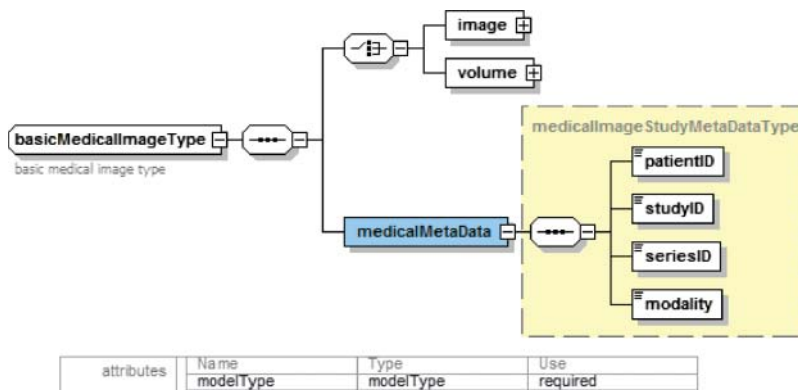 image
volume
basicMedicalImageType
basic medical image type
medicalMetaData
medicalImageStudyMetaDataType
patientID
studyID
seriesID
modality
attributes Name Type Use
modelType modelType required